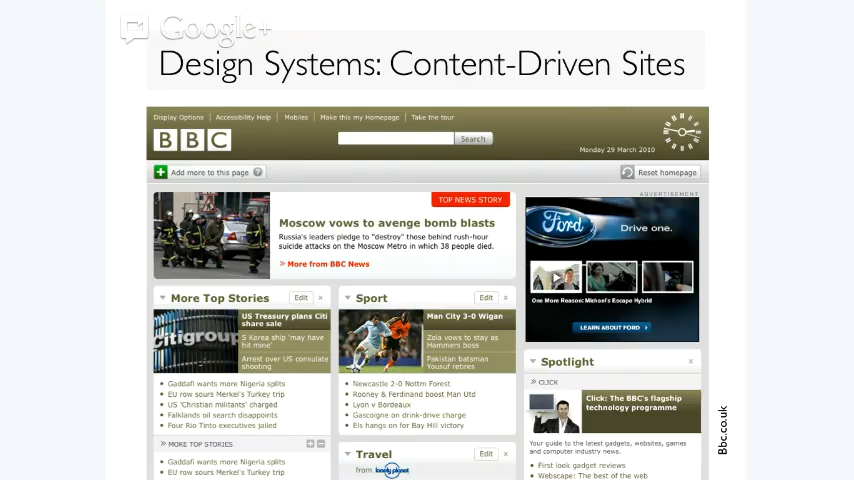 Google+
Design Systems: Content-Driven Sites
Display Options | Accessibility Help | Mobiles | Make this my Homepage | Take the tour
BBC
Search
Monday 29 March 2010
Add more to this page ?
Reset homepage
ADVERTISEMENT
TOP NEWS STORY
Moscow vows to avenge bomb blasts
Russia's leaders pledge to "destroy" those behind rush-hour
suicide attacks on the Moscow Metro in which 38 people died.
» More from BBC News
Ford
Drive one.
One More Reason: Michael's Escape Hybrid
LEARN ABOUT FORD
More Top Stories
Edit ×
Citigroup
US Treasury plans Citi
share sale
S Korea ship 'may have
hit mine'
Arrest over US consulate
shooting
• Gaddafi wants more Nigeria splits
• EU row sours Merkel's Turkey trip
• US 'Christian militants' charged
• Falklands oil search disappoints
• Four Rio Tinto executives jailed
» MORE TOP STORIES
• Gaddafi wants more Nigeria splits
• EU row sours Merkel's Turkey trip
Sport
Edit ×
Man City 3-0 Wigan
Zola vows to stay as
Hammers boss
Pakistan batsman
Yousuf retires
• Newcastle 2-0 Nottm Forest
• Rooney & Ferdinand boost Man Utd
• Lyon v Bordeaux
• Gascoigne on drink-drive charge
• Els hangs on for Bay Hill victory
Travel
Edit ×
from lonely planet
Spotlight
×
» CLICK
Click: The BBC's flagship
technology programme
Your guide to the latest gadgets, websites, games
and computer industry news.
• First look gadget reviews
• Webscape: The best of the web
Bbc.co.uk